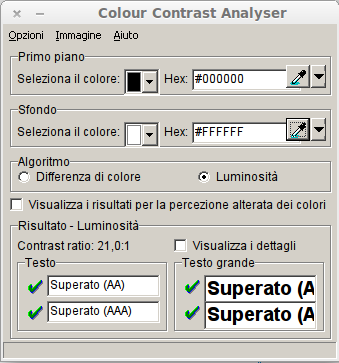 Colour Contrast Analyser
Opzioni Immagine Aiuto
Primo piano
Seleziona il colore: Hex: #000000
Sfondo
Seleziona il colore: Hex: #FFFFFF
Algoritmo
Differenza di colore Luminosità
Visualizza i risultati per la percezione alterata dei colori
Risultato - Luminosità
Contrast ratio: 21,0:1 Visualizza i dettagli
Testo Testo grande
Superato (AA) Superato (A
Superato (AAA) Superato (A